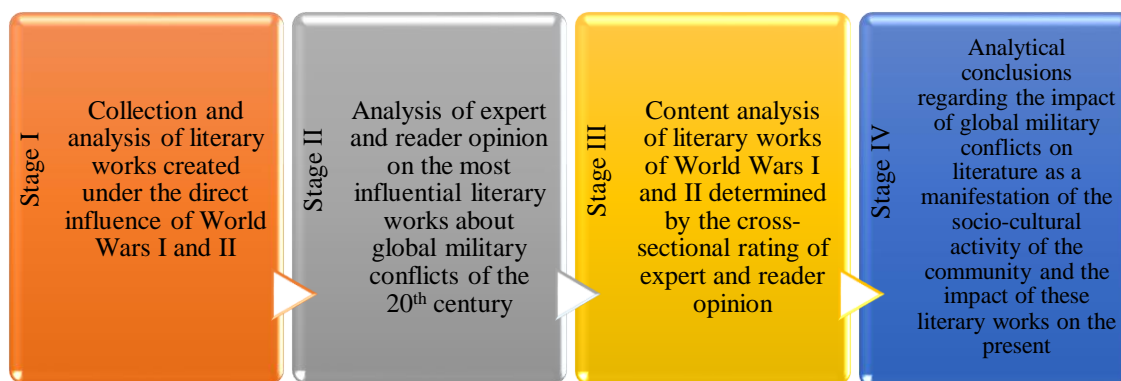 Stage I
Collection and
analysis of literary
works created
under the direct
influence of World
Wars I and II
Stage II
Analysis of expert
and reader opinion
on the most
influential literary
works about
global military
conflicts of the
20th century
Stage III
Content analysis
of literary works
of World Wars I
and II determined
by the cross-
sectional rating of
expert and reader
opinion
Stage IV
Analytical
conclusions
regarding the impact
of global military
conflicts on
literature as a
manifestation of the
socio-cultural
activity of the
community and the
impact of these
literary works on the
present